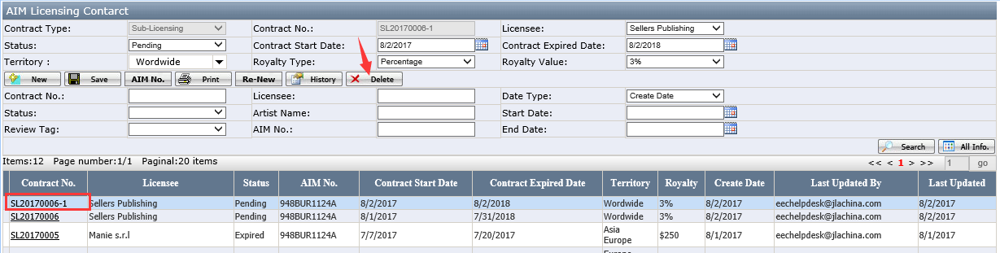 AIM Licensing Contarct
Contract Type: Sub-Licensing Contract No.: SL20170006-1 Licensee: Sellers Publishing
Status: Pending Contract Start Date: 8/2/2017 Contract Expired Date: 8/2/2018
Territory : Wordwide Royalty Type: Percentage Royalty Value: 3%
New Save AIM No. Print Re-New History Delete
Contract No.: Licensee: Date Type: Create Date
Status: Artist Name: Start Date:
Review Tag: AIM No.: End Date:
Search All Info.
Items:12 Page number:1/1 Paginal:20 items << < 1 > >> 1 go
Contract No. Licensee Status AIM No. Contract Start Date Contract Expired Date Territory Royalty Create Date Last Updated By Last Updated
SL20170006-1 Sellers Publishing Pending 948BUR1124A 8/2/2017 8/2/2018 Wordwide 3% 8/2/2017 eechelpdesk@jlachina.com 8/2/2017
SL20170006 Sellers Publishing Pending 948BUR1124A 8/1/2017 7/31/2018 Wordwide 3% 8/2/2017 eechelpdesk@jlachina.com 8/2/2017
SL20170005 Manie s.r.l Expired 948BUR1124A 7/7/2017 7/20/2017 Asia Europe $250 8/1/2017 eechelpdesk@jlachina.com 8/1/2017